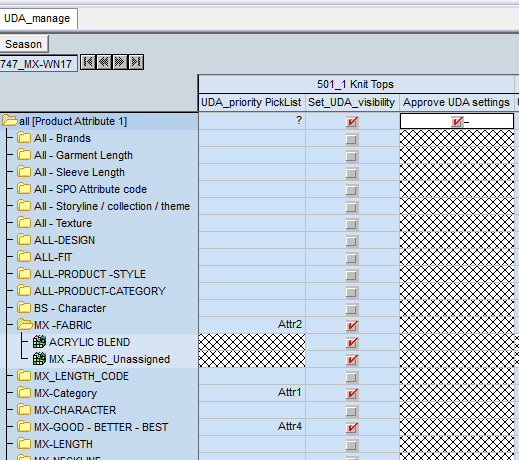 UDA_manage
Season
747_MX-WN17
501_1 Knit Tops
UDA_priority PickList Set_UDA_visibility Approve UDA settings
all [Product Attribute 1] ?
All - Brands
All - Garment Length
All - Sleeve Length
All - SPO Attribute code
All - Storyline / collection / theme
All - Texture
ALL-DESIGN
ALL-FIT
ALL-PRODUCT -STYLE
ALL-PRODUCT-CATEGORY
BS - Character
MX -FABRIC Attr2
ACRYLIC BLEND
MX -FABRIC_Unassigned
MX_LENGTH_CODE
MX-Category Attr1
MX-CHARACTER
MX-GOOD - BETTER - BEST Attr4
MX-LENGTH